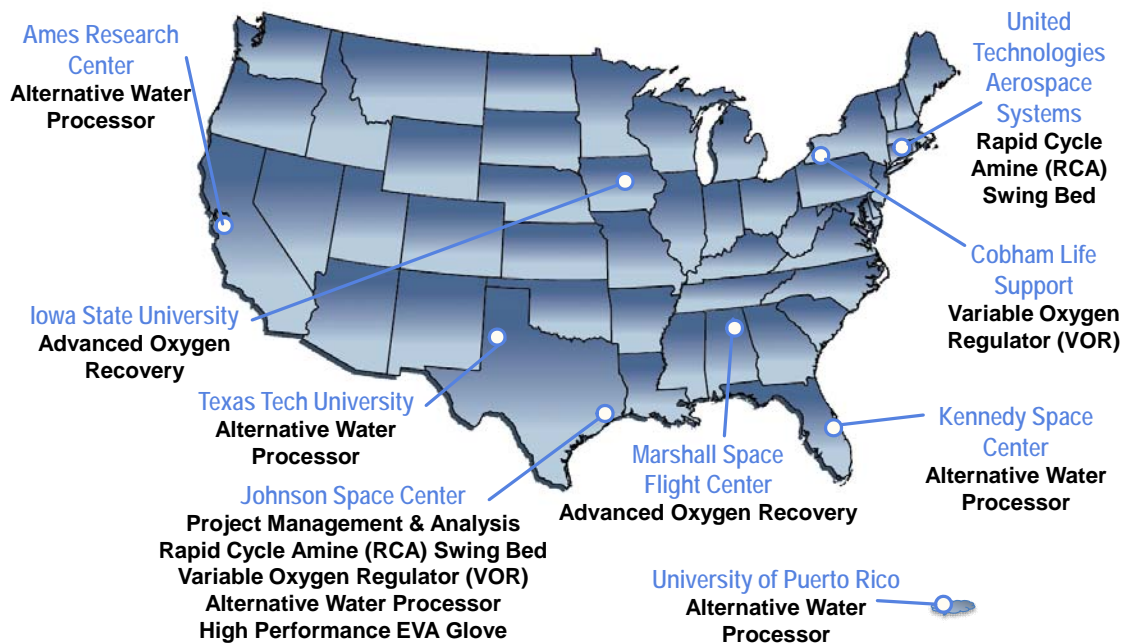 Ames Research
Center
Alternative Water
Processor
United
Technologies
Aerospace
Systems
Rapid Cycle
Amine (RCA)
Swing Bed
Cobham Life
Support
Variable Oxygen
Regulator (VOR)
Iowa State University
Advanced Oxygen
Recovery
Texas Tech University
Alternative Water
Processor
Johnson Space Center
Project Management & Analysis
Rapid Cycle Amine (RCA) Swing Bed
Variable Oxygen Regulator (VOR)
Alternative Water Processor
High Performance EVA Glove
Marshall Space
Flight Center
Advanced Oxygen Recovery
Kennedy Space
Center
Alternative Water
Processor
University of Puerto Rico
Alternative Water
Processor